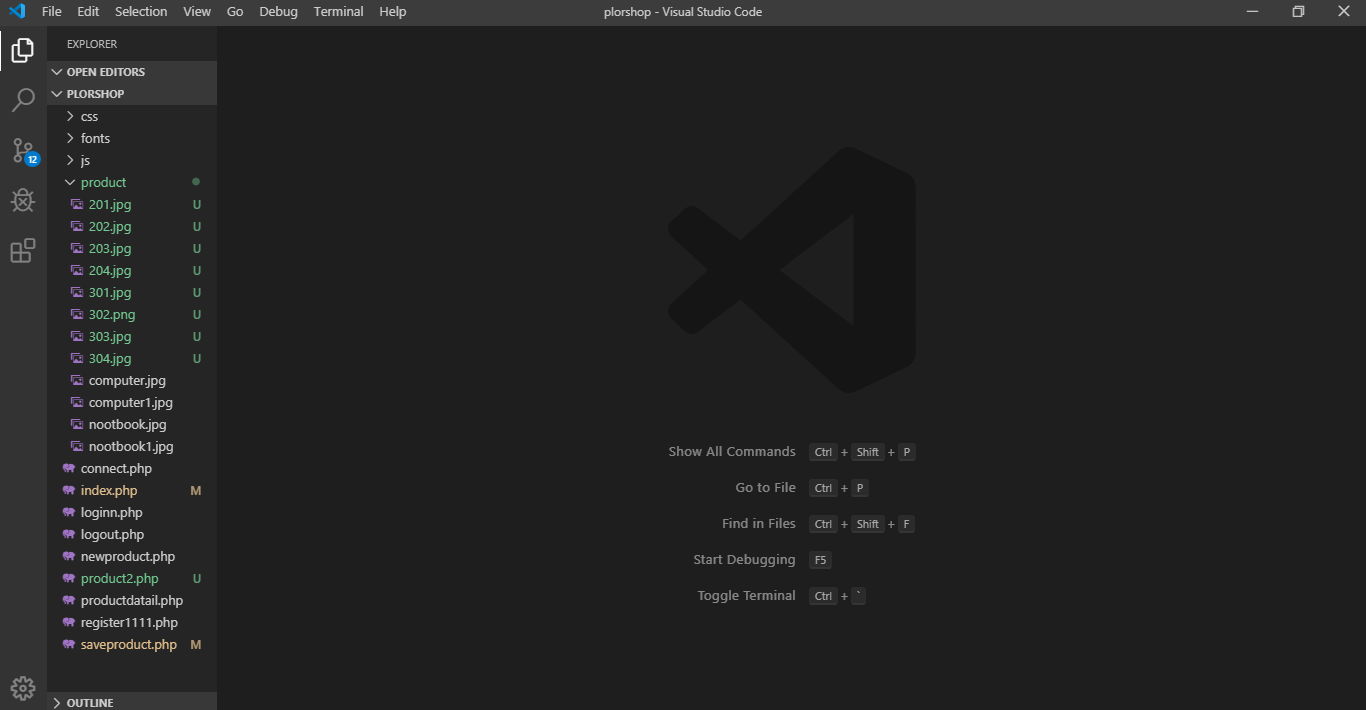 File Edit Selection View Go Debug Terminal Help plorshop - Visual Studio Code
EXPLORER
OPEN EDITORS
PLORSHOP
css
fonts
js
product
201.jpg U
202.jpg U
203.jpg U
204.jpg U
301.jpg U
302.png U
303.jpg U
304.jpg U
computer.jpg
computer1.jpg
nootbook.jpg
nootbook1.jpg
connect.php
index.php M
loginn.php
logout.php
newproduct.php
product2.php U
productdatail.php
register1111.php
saveproduct.php M
OUTLINE
12
Show All Commands Ctrl + Shift + P
Go to File Ctrl + P
Find in Files Ctrl + Shift + F
Start Debugging F5
Toggle Terminal Ctrl + `